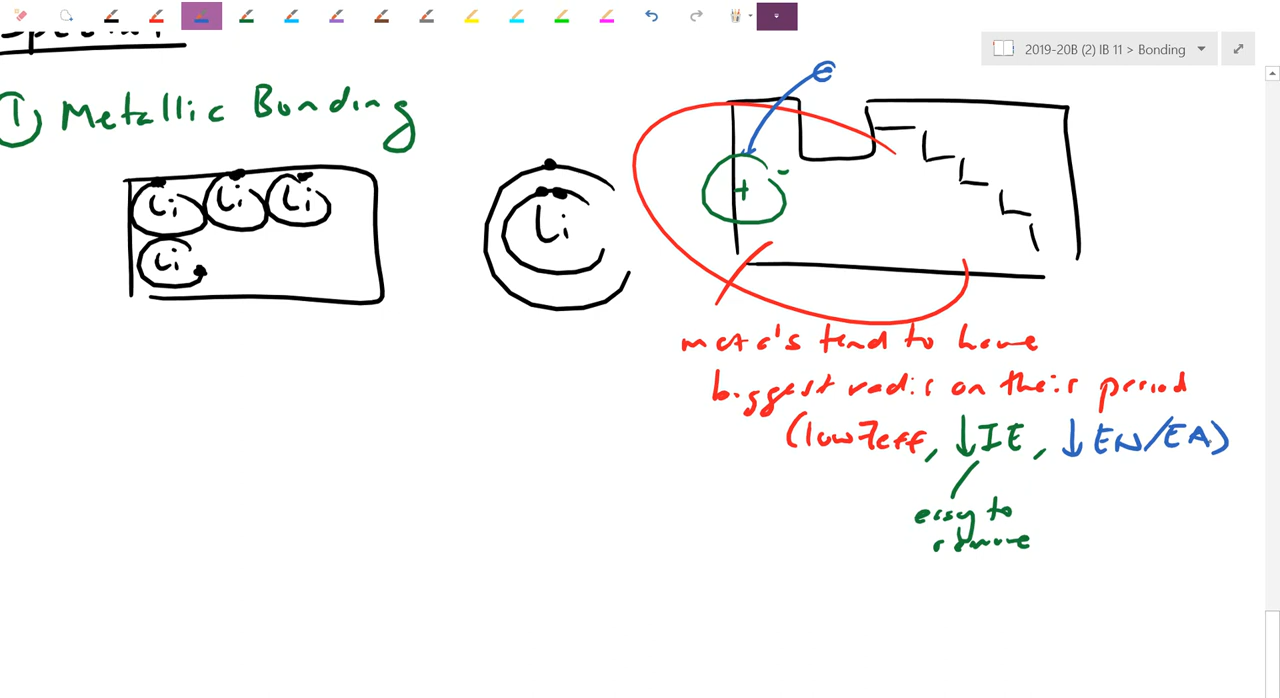 2019-20B (2) IB 11 > Bonding
1) Metallic Bonding
Li Li Li
Li
Li
+ -
e
tend to have
biggest radii on their period
(low Zeff, ↓IE, ↓EN/EA)
easy to
remove